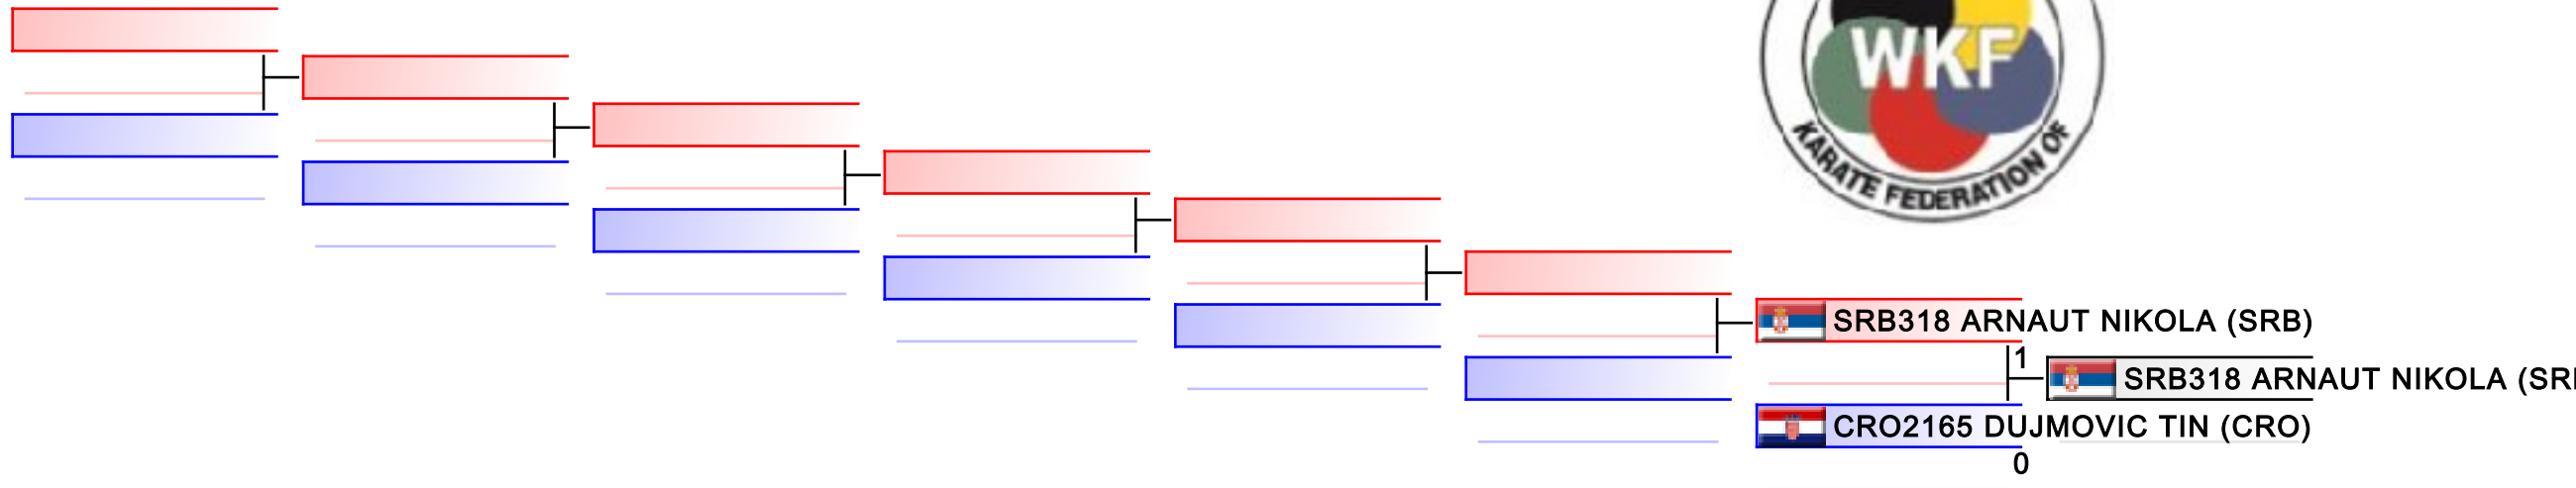 WKF
KARATE FEDERATION OF
SRB318 ARNAUT NIKOLA (SRB)
1
SRB318 ARNAUT NIKOLA (SR
CRO2165 DUJMOVIC TIN (CRO)
0